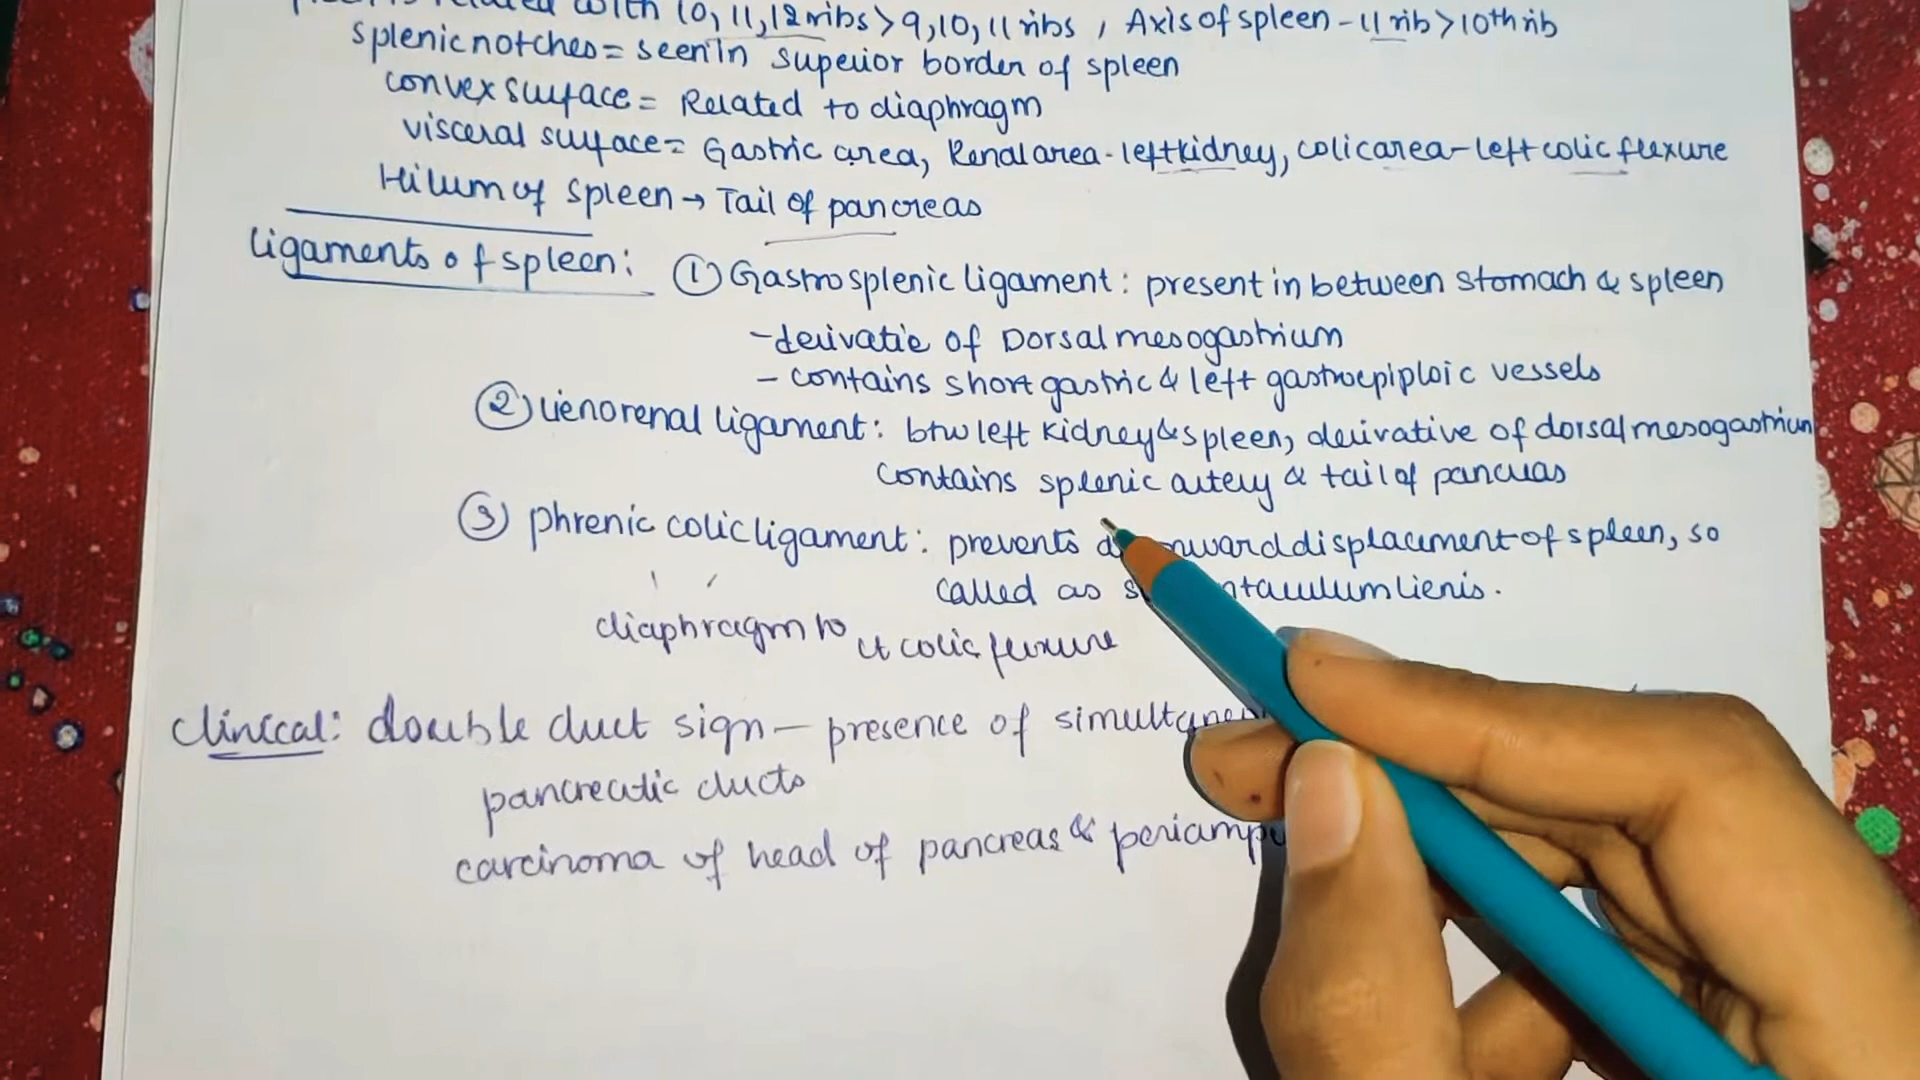 related with 10, 11, 12 ribs > 9, 10, 11 ribs , Axis of spleen - 11 rib > 10th rib
Splenic notches = seen in superior border of spleen
convex surface = Related to diaphragm
visceral surface = Gastric area, Renal area - left kidney, colic area - left colic flexure
Hilum of spleen → Tail of pancreas
Ligaments of spleen : ① Gastrosplenic ligament : present in between stomach & spleen
- derivatie of Dorsal mesogastrium
- contains short gastric & left gastroepiploic vessels
② Lienorenal ligament : btw left kidney & spleen, derivative of dorsal mesogastrium
contains splenic artery & tail of pancreas
③ phrenic colic ligament : prevents displacement of spleen, so
called as lienis.
diaphragm to lt colic flexure
clinical : double duct sign - presence of
pancreatic ducts
carcinoma of head of pancreas &